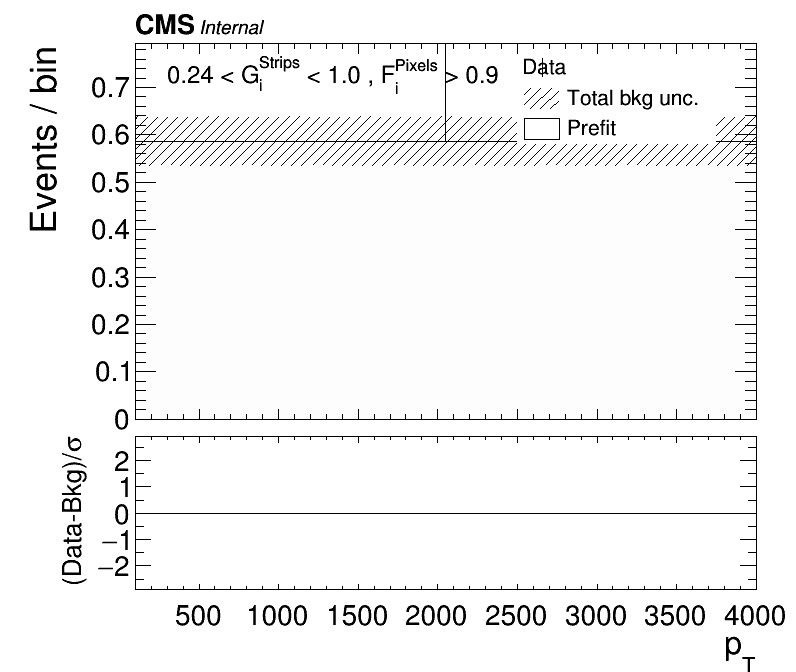 CMS Internal
0.24 < G_i^Strips < 1.0 , F_i^Pixels > 0.9
Data
Total bkg unc.
Prefit
Events / bin
0.7
0.6
0.5
0.4
0.3
0.2
0.1
0
(Data-Bkg)/σ
2
1
0
−1
−2
500 1000 1500 2000 2500 3000 3500 4000
p_T